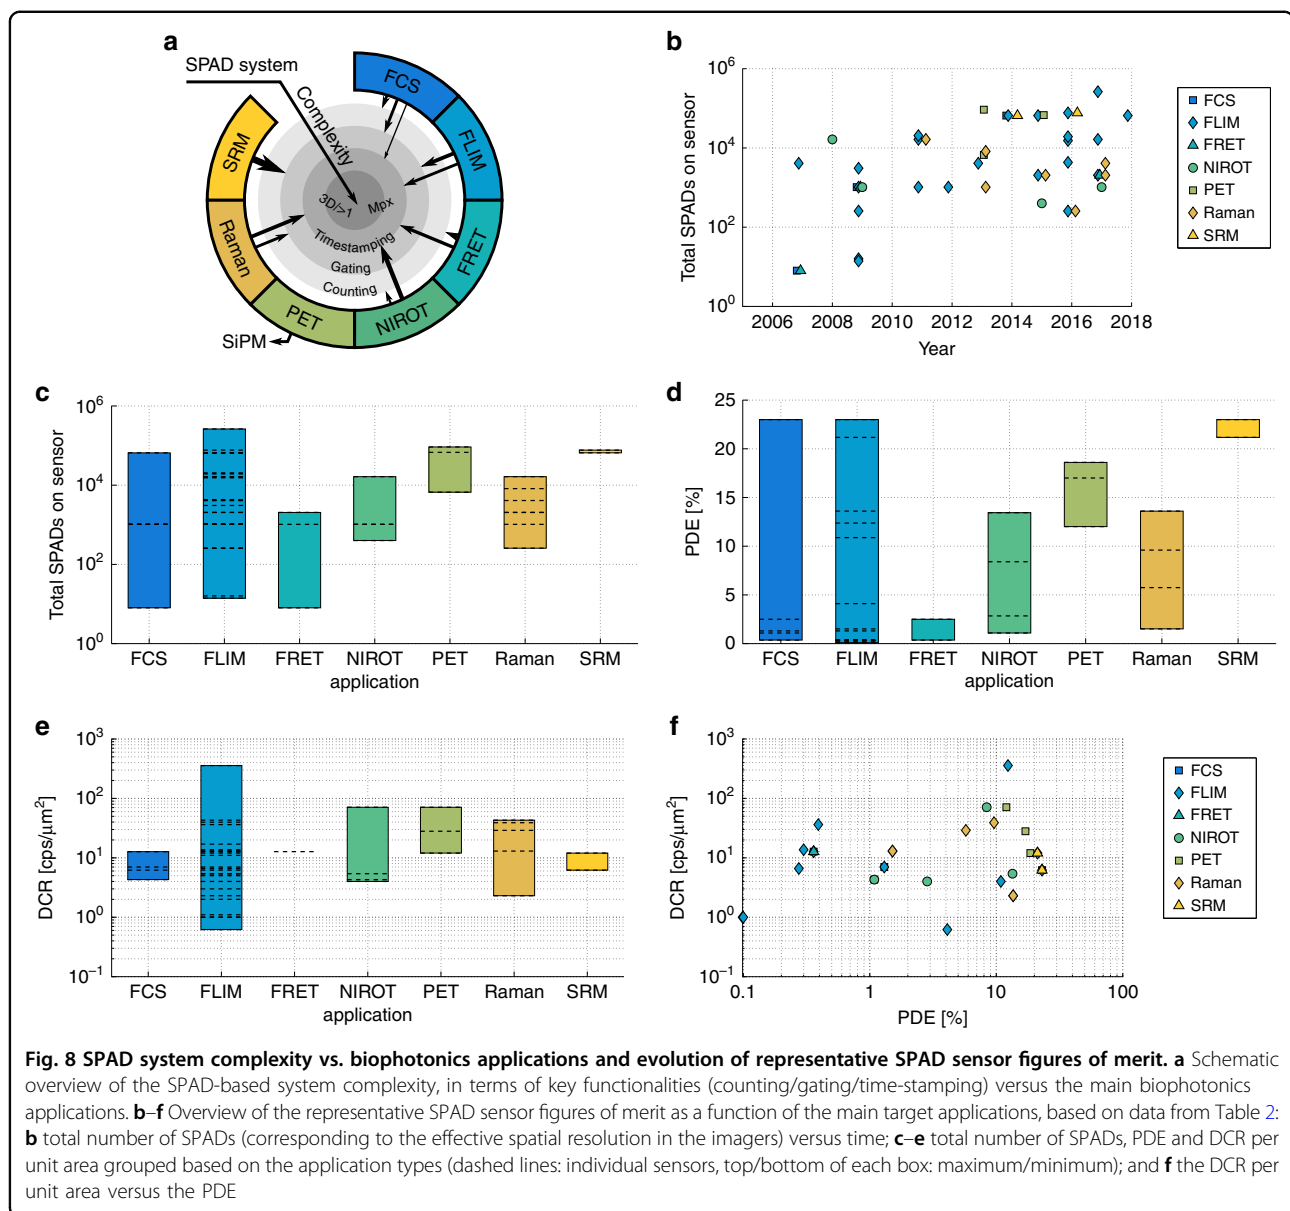 a
SPAD system
Complexity
FCS
FLIM
FRET
NIROT
PET
Raman
SRM
3D/>1 Mpx
Timestamping
Gating
Counting
SiPM
b
Total SPADs on sensor
10^6
10^4
10^2
10^0
2006 2008 2010 2012 2014 2016 2018
Year
FCS
FLIM
FRET
NIROT
PET
Raman
SRM
c
Total SPADs on sensor
10^6
10^4
10^2
10^0
FCS FLIM FRET NIROT PET Raman SRM
application
d
PDE [%]
25
20
15
10
5
0
FCS FLIM FRET NIROT PET Raman SRM
application
e
DCR [cps/μm²]
10^3
10^2
10^1
10^0
10^−1
FCS FLIM FRET NIROT PET Raman SRM
application
f
DCR [cps/μm²]
10^3
10^2
10^1
10^0
10^−1
0.1 1 10 100
PDE [%]
FCS
FLIM
FRET
NIROT
PET
Raman
SRM
Fig. 8 SPAD system complexity vs. biophotonics applications and evolution of representative SPAD sensor figures of merit. a Schematic
overview of the SPAD-based system complexity, in terms of key functionalities (counting/gating/time-stamping) versus the main biophotonics
applications. b–f Overview of the representative SPAD sensor figures of merit as a function of the main target applications, based on data from Table 2:
b total number of SPADs (corresponding to the effective spatial resolution in the imagers) versus time; c–e total number of SPADs, PDE and DCR per
unit area grouped based on the application types (dashed lines: individual sensors, top/bottom of each box: maximum/minimum); and f the DCR per
unit area versus the PDE